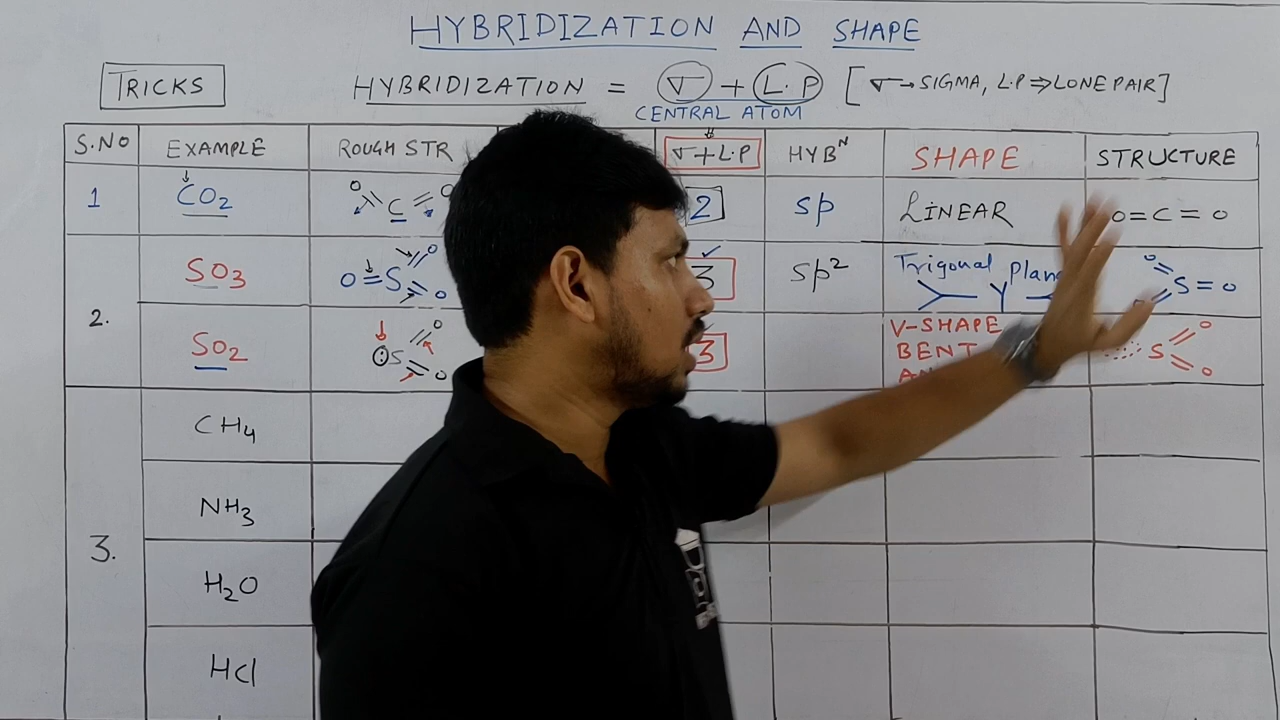 HYBRIDIZATION AND SHAPE
TRICKS
HYBRIDIZATION = σ + L.P [σ→SIGMA, L.P⇒LONE PAIR]
CENTRAL ATOM
S.NO EXAMPLE ROUGH STR σ+L.P HYBᴺ SHAPE STRUCTURE
1 CO₂ O C O 2 sp LINEAR O=C=O
2.
SO₃ O=S O O 3 sp² Trigonal O S=O
SO₂ S O O 3 V-SHAPE S O O
BENT
3.
CH₄
NH₃
H₂O
HCl